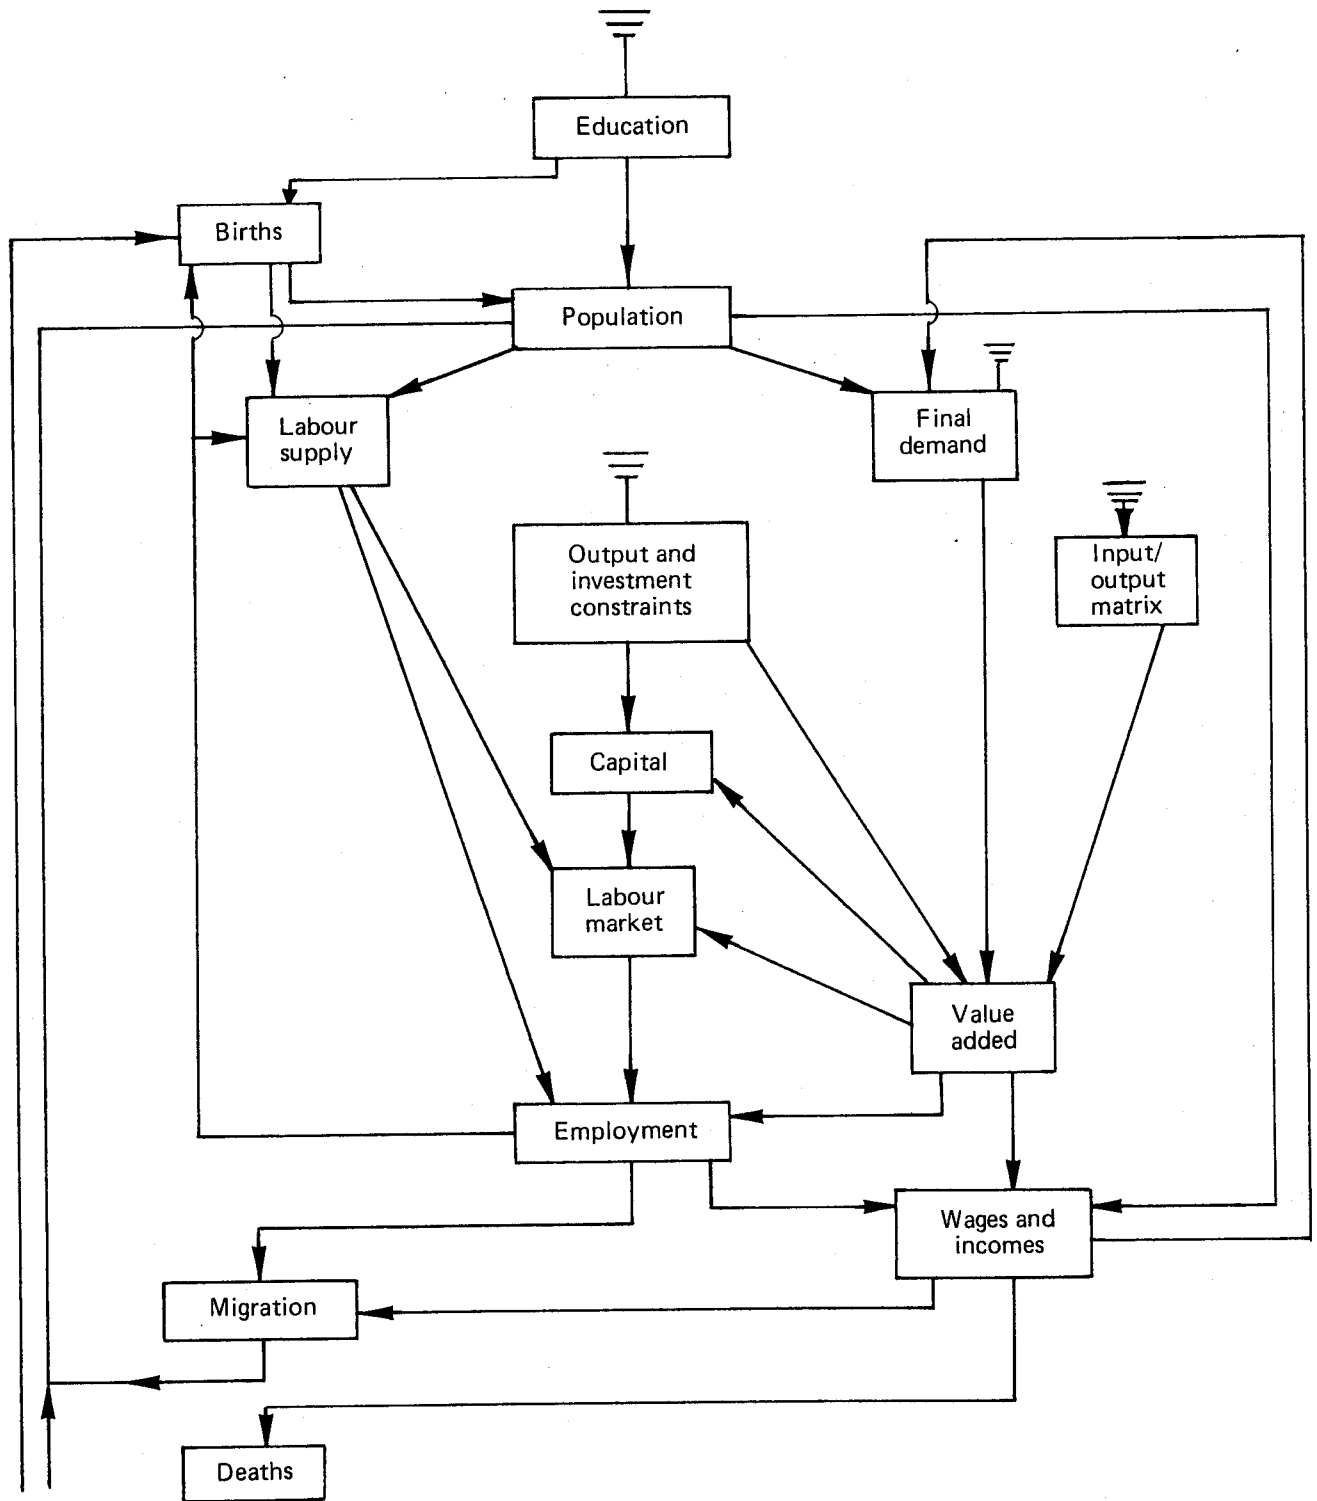 Education
Births
Population
Labour
supply
Final
demand
Output and
investment
constraints
Input/
output
matrix
Capital
Labour
market
Value
added
Employment
Wages and
incomes
Migration
Deaths